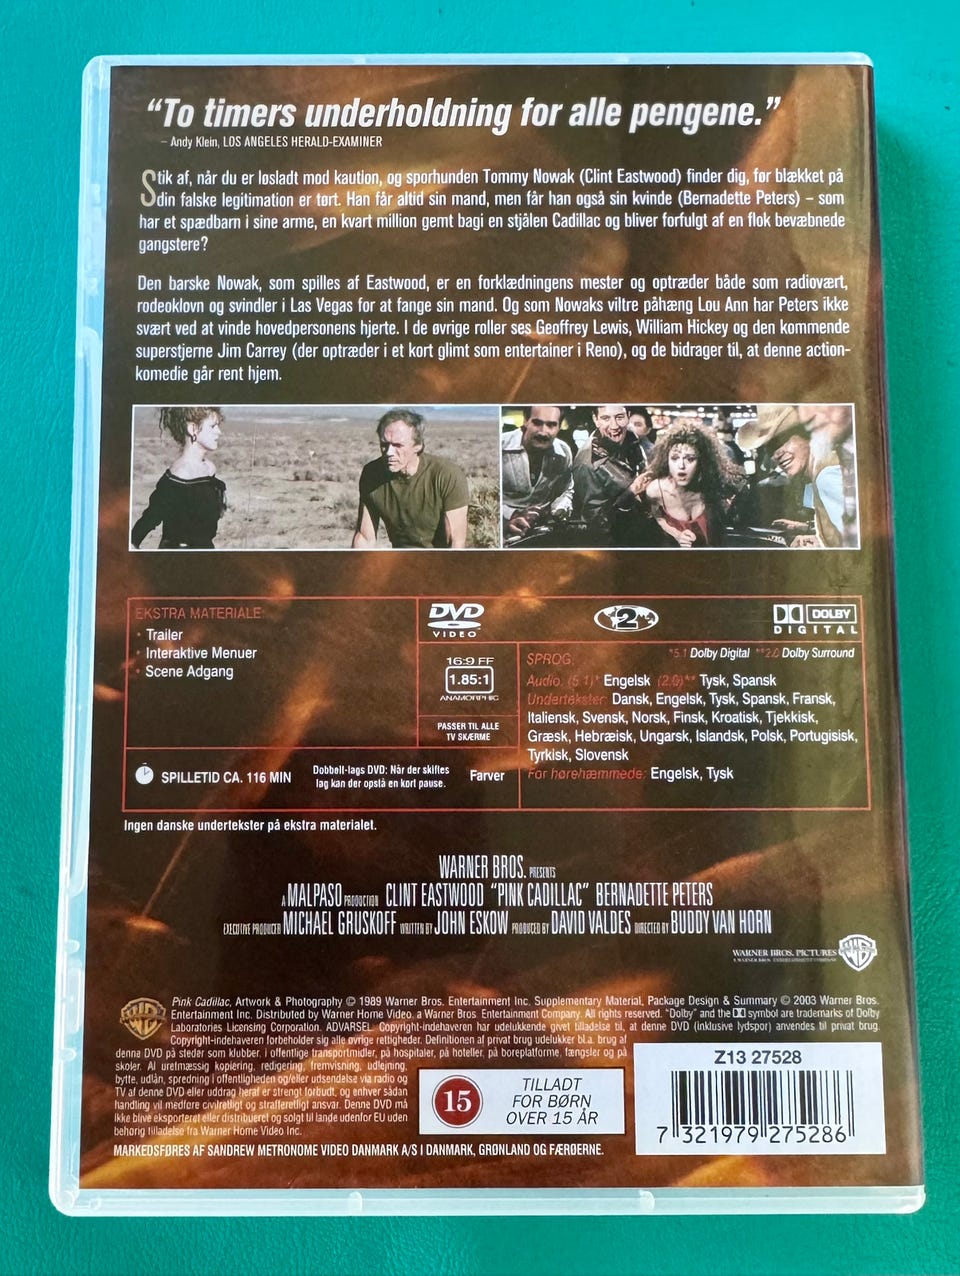 “To timers underholdning for alle pengene.”
– Andy Klein, LOS ANGELES HERALD-EXAMINER
Stik af, når du er løsladt mod kaution, og sporhunden Tommy Nowak (Clint Eastwood) finder dig, før blækket på
din falske legitimation er tørt. Han får altid sin mand, men får han også sin kvinde (Bernadette Peters) – som
har et spædbarn i sine arme, en kvart million gemt bagi en stjålen Cadillac og bliver forfulgt af en flok bevæbnede
gangstere?
Den barske Nowak, som spilles af Eastwood, er en forklædningens mester og optræder både som radiovært,
rodeoklovn og svindler i Las Vegas for at fange sin mand. Og som Nowaks viltre påhæng Lou Ann har Peters ikke
svært ved at vinde hovedpersonens hjerte. I de øvrige roller ses Geoffrey Lewis, William Hickey og den kommende
superstjerne Jim Carrey (der optræder i et kort glimt som entertainer i Reno), og de bidrager til, at denne action-
komedie går rent hjem.
EKSTRA MATERIALE:
• Trailer
• Interaktive Menuer
• Scene Adgang
DVD
VIDEO
2
DOLBY
DIGITAL
16:9 FF
1.85:1
ANAMORPHIC
PASSER TIL ALLE
TV SKÆRME
SPROG:
*5.1 Dolby Digital **2.0 Dolby Surround
Audio: (5.1)* Engelsk (2.0)** Tysk, Spansk
Undertekster: Dansk, Engelsk, Tysk, Spansk, Fransk,
Italiensk, Svensk, Norsk, Finsk, Kroatisk, Tjekkisk,
Græsk, Hebræisk, Ungarsk, Islandsk, Polsk, Portugisisk,
Tyrkisk, Slovensk
For hørehæmmede: Engelsk, Tysk
SPILLETID CA. 116 MIN
Dobbelt-lags DVD: Når der skiftes
lag kan der opstå en kort pause.
Farver
Ingen danske undertekster på ekstra materialet.
WARNER BROS. PRESENTS
A MALPASO PRODUCTION CLINT EASTWOOD “PINK CADILLAC” BERNADETTE PETERS
EXECUTIVE PRODUCER MICHAEL GRUSKOFF WRITTEN BY JOHN ESKOW PRODUCED BY DAVID VALDES DIRECTED BY BUDDY VAN HORN
WARNER BROS. PICTURES
Pink Cadillac, Artwork & Photography © 1989 Warner Bros. Entertainment Inc. Supplementary Material, Package Design & Summary © 2003 Warner Bros.
Entertainment Inc. Distributed by Warner Home Video, a Warner Bros. Entertainment Company. All rights reserved. “Dolby” and the symbol are trademarks of Dolby
Laboratories Licensing Corporation. ADVARSEL: Copyright-indehaveren har udelukkende givet tilladelse til, at denne DVD (inklusive lydspor) anvendes til privat brug.
Copyright-indehaveren forbeholder sig alle øvrige rettigheder. Definitionen af privat brug udelukker bl.a. brug af
denne DVD på steder som klubber, i offentlige transportmidler, på hospitaler, på hoteller, på boreplatforme, fængsler og på
skoler. Al uretmæssig kopiering, redigering, fremvisning, udlejning,
bytte, udlån, spredning i offentligheden og/eller udsendelse via radio og
TV af denne DVD eller uddrag heraf er strengt forbudt, og enhver sådan
handling vil medføre civilretligt og strafferetligt ansvar. Denne DVD må
ikke blive eksporteret eller distribueret og solgt til lande udenfor EU uden
behørig tilladelse fra Warner Home Video Inc.
15
TILLADT
FOR BØRN
OVER 15 ÅR
Z13 27528
7 321979 275286
MARKEDSFØRES AF SANDREW METRONOME VIDEO DANMARK A/S I DANMARK, GRØNLAND OG FÆRØERNE.